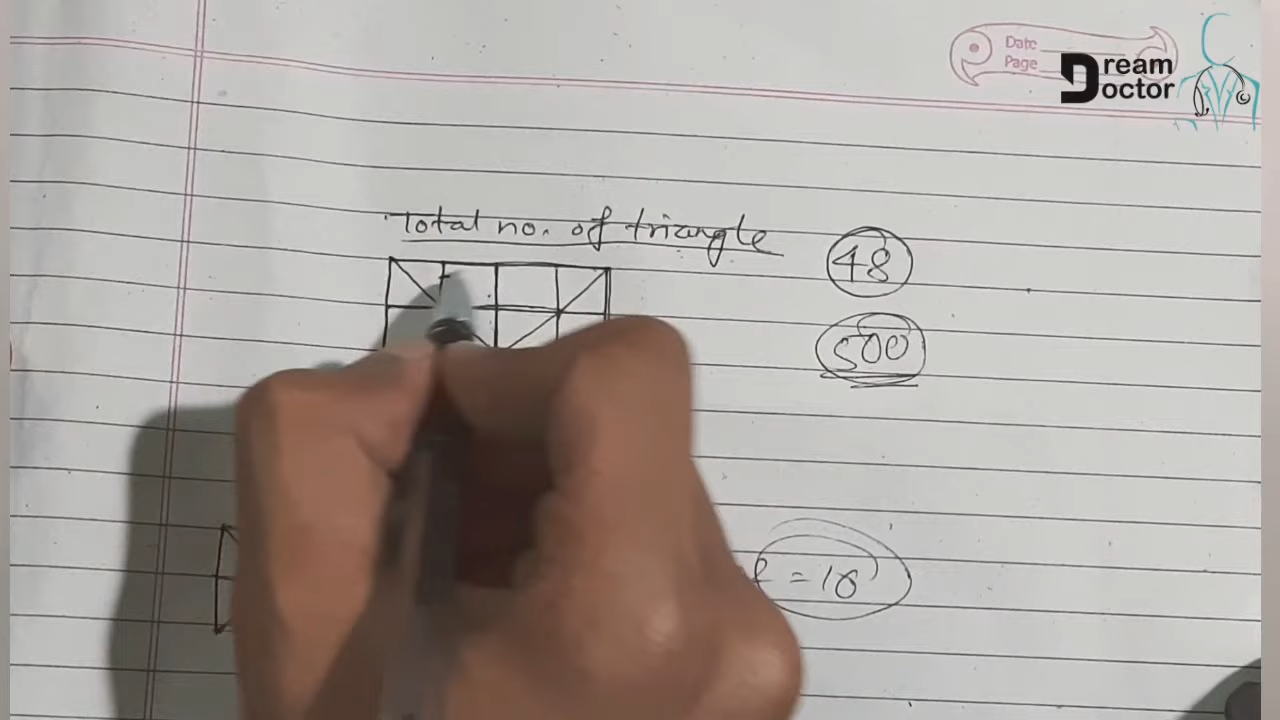 Date
Page
Dream Doctor
Total no. of triangle
48
500
= 18